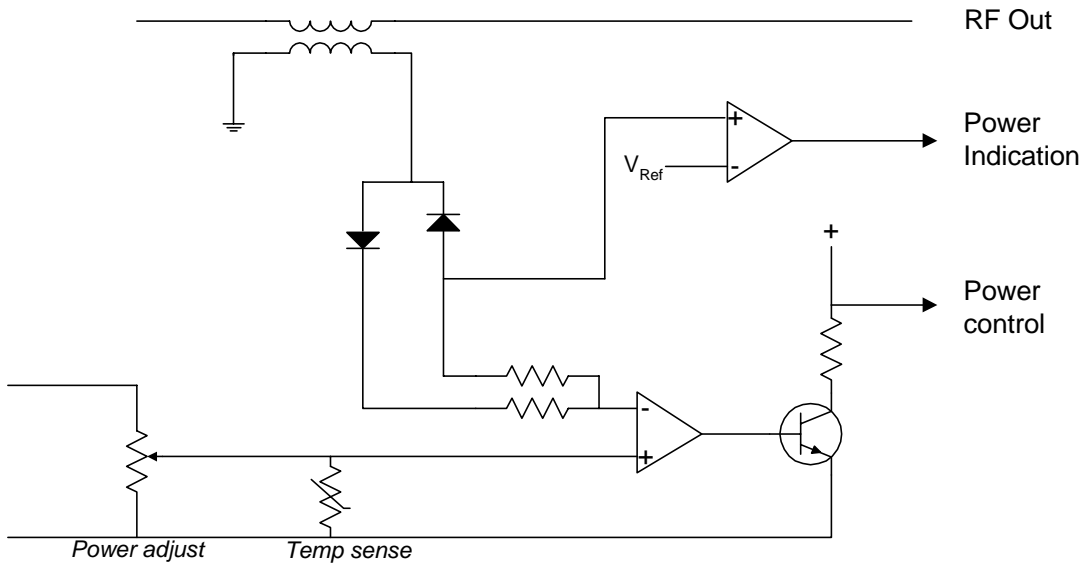 RF Out
+
Power
Indication
V_Ref
-
+
Power
control
-
+
Power adjust
Temp sense